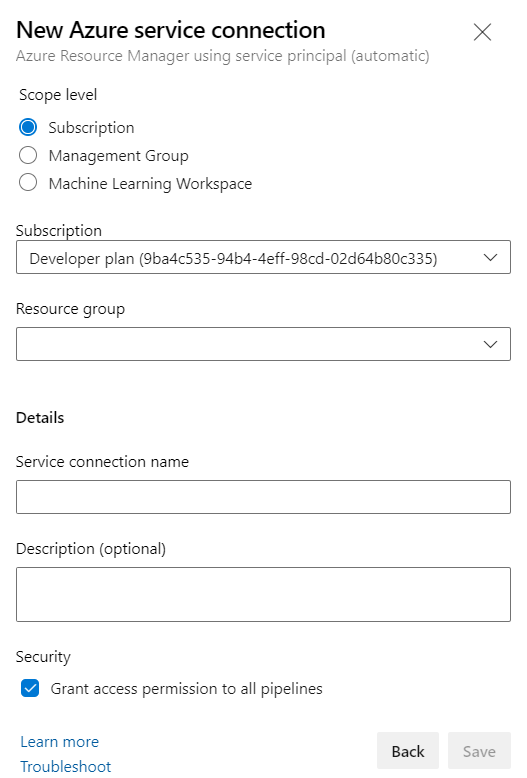 New Azure service connection
Azure Resource Manager using service principal (automatic)
Scope level
Subscription
Management Group
Machine Learning Workspace
Subscription
Developer plan (9ba4c535-94b4-4eff-98cd-02d64b80c335)
Resource group
Details
Service connection name
Description (optional)
Security
Grant access permission to all pipelines
Learn more
Troubleshoot
Back
Save